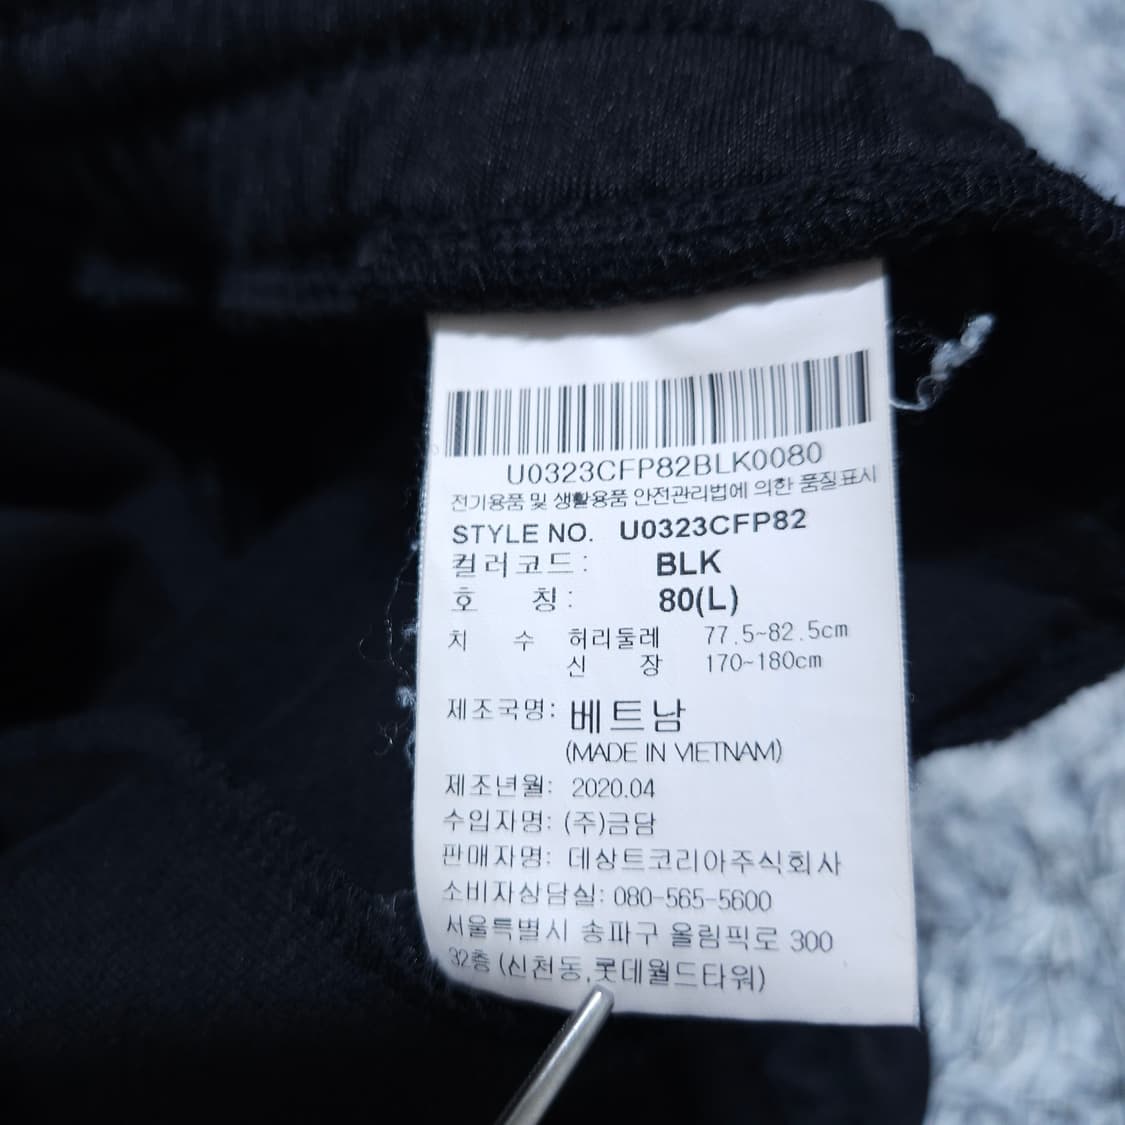 U0323CFP82BLK0080
전기용품 및 생활용품 안전관리법에 의한 품질표시
STYLE NO. U0323CFP82
컬러코드: BLK
호 칭: 80(L)
치 수 허리둘레 77.5~82.5cm
신 장 170~180cm
제조국명: 베트남
(MADE IN VIETNAM)
제조년월: 2020.04
수입자명: (주)금담
판매자명: 데상트코리아주식회사
소비자상담실: 080-565-5600
서울특별시 송파구 올림픽로 300
32층 (신천동,롯데월드타워)